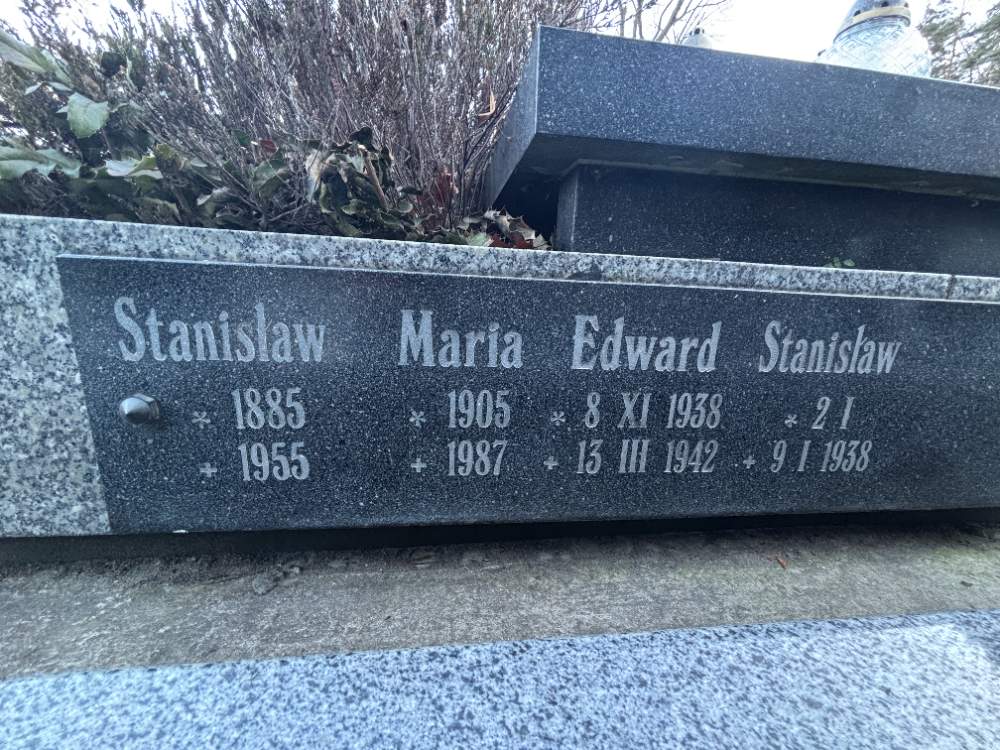 Stanisław Maria Edward Stanisław
* 1885 * 1905 * 8 XI 1938 * 2 I
+ 1955 + 1987 + 13 III 1942 + 9 I 1938